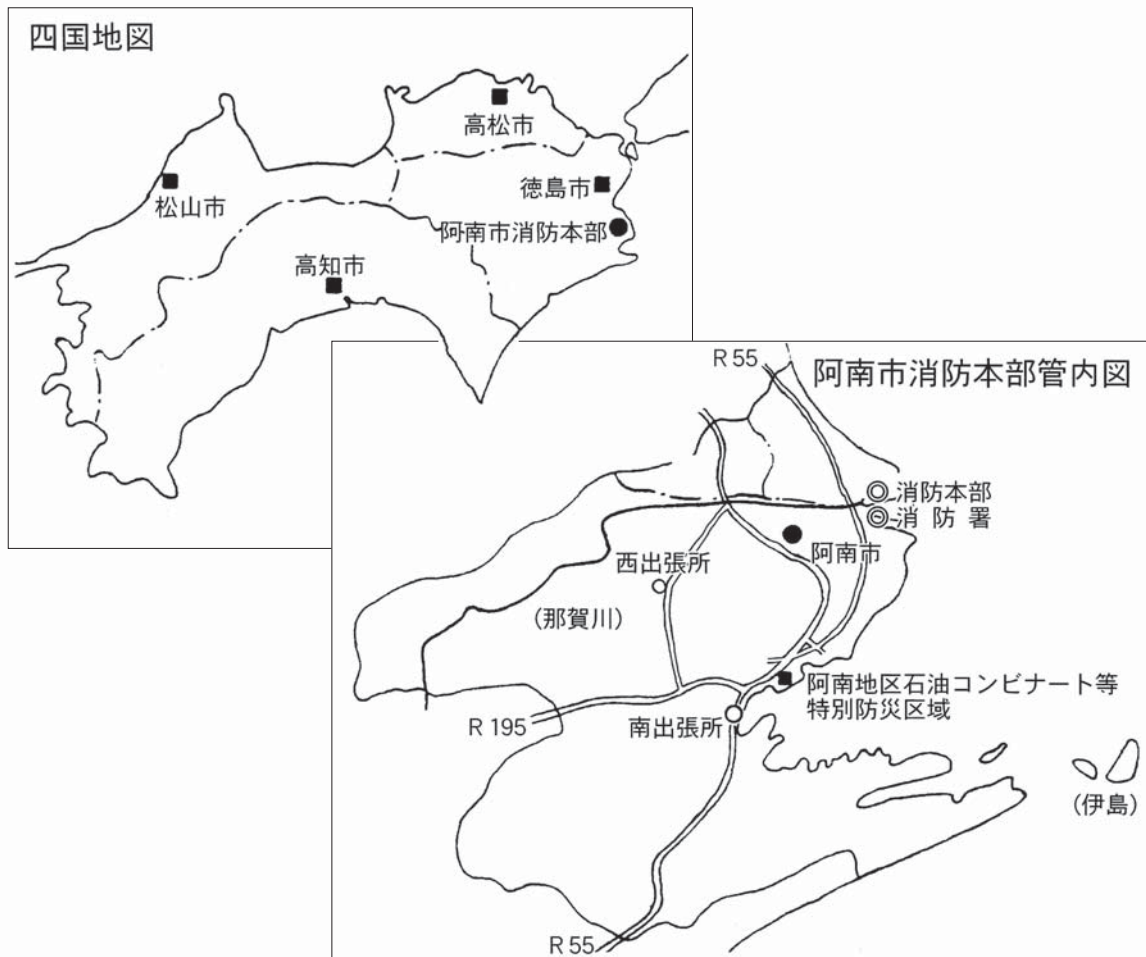 四国地図
高松市
徳島市
松山市
阿南市消防本部
高知市
阿南市消防本部管内図
R 55
消防本部
消防署
阿南市
西出張所
(那賀川)
阿南地区石油コンビナート等
特別防災区域
R 195
南出張所
(伊島)
R 55